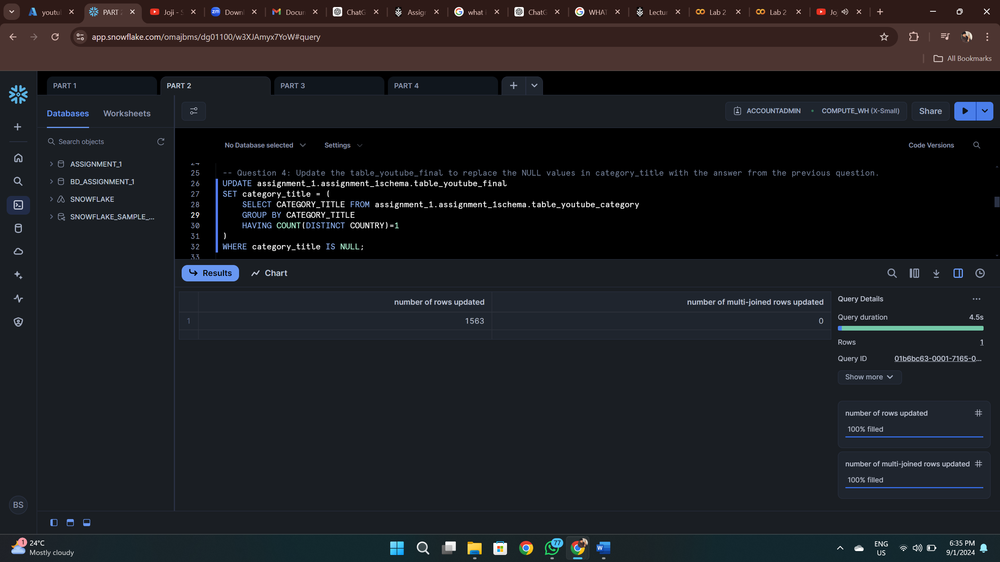 youtul
PART 2
Joji - S
Downl
Docun
ChatG
Assigr
what i
ChatG
WHAT
Lectur
Lab 2
Lab 2
Jo
app.snowflake.com/omajbms/dg01100/w3XJAmyx7YoW#query
All Bookmarks
PART 1
PART 2
PART 3
PART 4
Databases
Worksheets
ACCOUNTADMIN
COMPUTE_WH (X-Small)
Share
Search objects
No Database selected
Settings
Code Versions
ASSIGNMENT_1
BD_ASSIGNMENT_1
SNOWFLAKE
SNOWFLAKE_SAMPLE_...
24
25 -- Question 4: Update the table_youtube_final to replace the NULL values in category_title with the answer from the previous question.
26 UPDATE assignment_1.assignment_1schema.table_youtube_final
27 SET category_title = (
28 SELECT CATEGORY_TITLE FROM assignment_1.assignment_1schema.table_youtube_category
29 GROUP BY CATEGORY_TITLE
30 HAVING COUNT(DISTINCT COUNTRY)=1
31 )
32 WHERE category_title IS NULL;
33
Results
Chart
number of rows updated
number of multi-joined rows updated
1
1563
0
Query Details
...
Query duration
4.5s
Rows
1
Query ID
01b6bc63-0001-7165-0...
Show more
number of rows updated
100% filled
number of multi-joined rows updated
100% filled
BS
1
24°C
Mostly cloudy
77
ENG
US
6:35 PM
9/1/2024